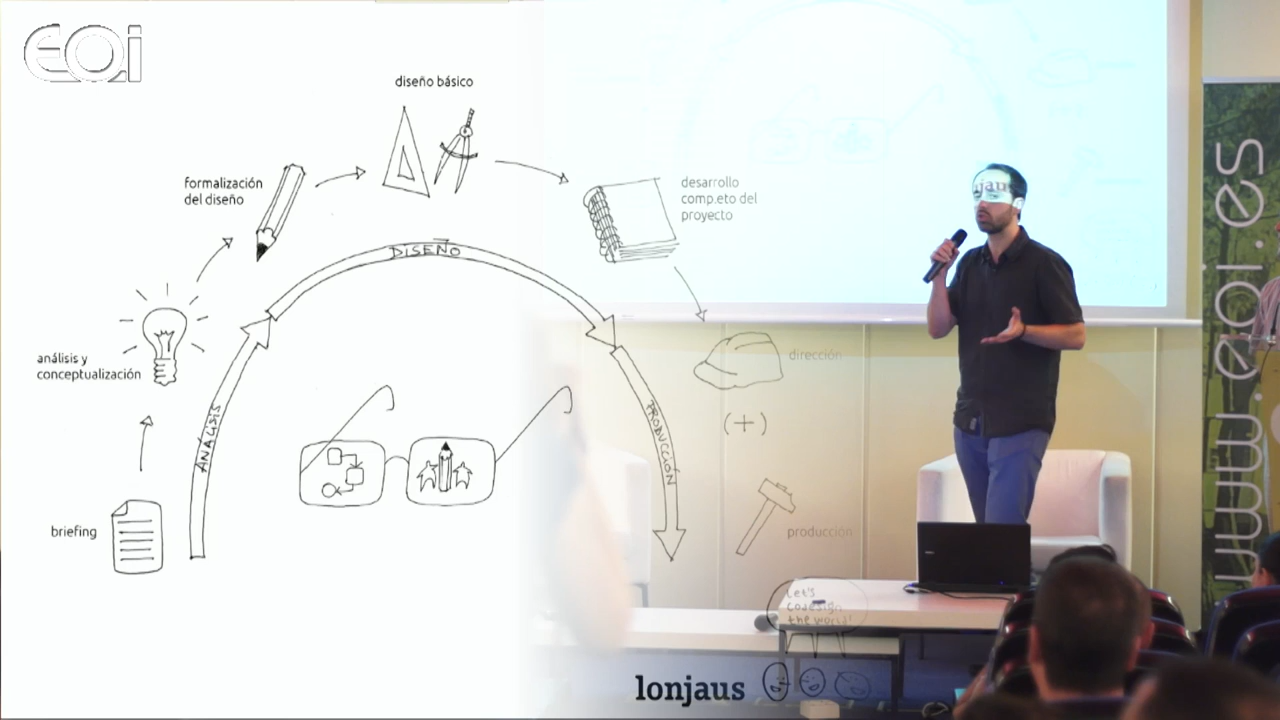 EOi
diseño básico
formalización
del diseño
desarrollo
comp.eto del
proyecto
DISEÑO
jaus
análisis y
conceptualización
ANÁLISIS
PRODUCCIÓN
dirección
(+)
briefing
producción
Let's
codesign
the world!
lonjaus
www.eoi.es